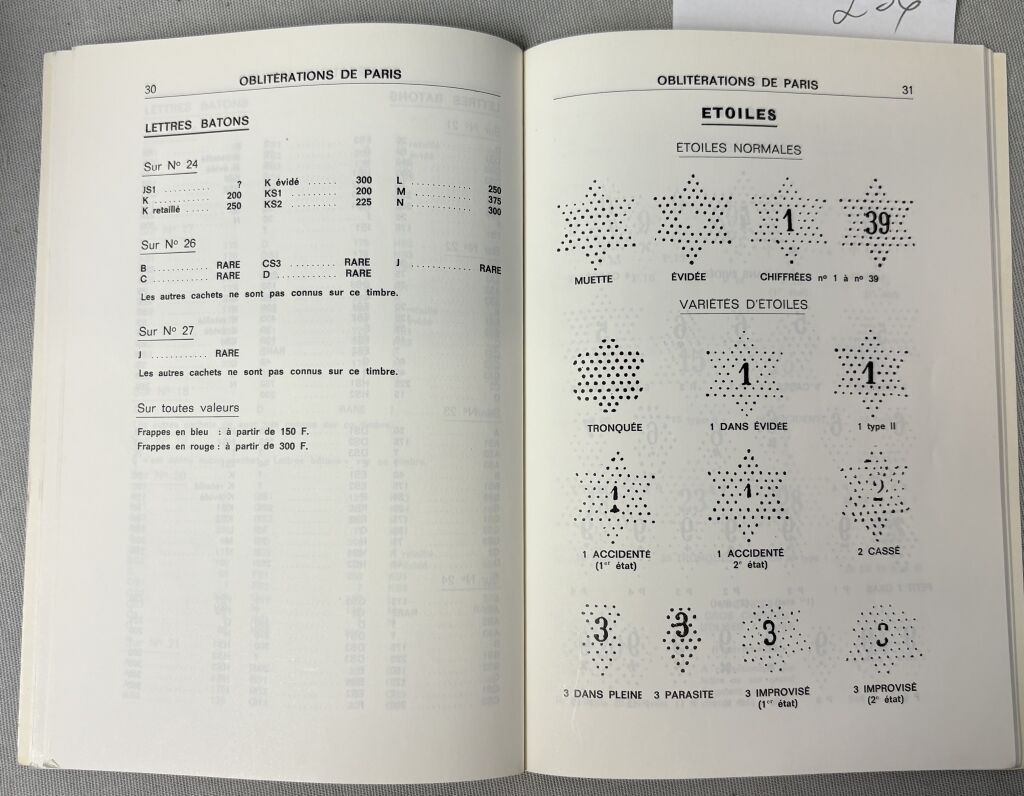 30
OBLITÉRATIONS DE PARIS
LETTRES BATONS
Sur Nº 24
JS1 .......... ?
K .......... 200
K retaillé ..... 250
K évidé ...... 300
KS1 .......... 200
KS2 .......... 225
L ............ 250
M ............ 375
N ............ 300
Sur Nº 26
B ............ RARE
C ............ RARE
CS3 .......... RARE
D ............ RARE
J ............ RARE
Les autres cachets ne sont pas connus sur ce timbre.
Sur Nº 27
J ............ RARE
Les autres cachets ne sont pas connus sur ce timbre.
Sur toutes valeurs
Frappes en bleu : à partir de 150 F.
Frappes en rouge : à partir de 300 F.
OBLITÉRATIONS DE PARIS
31
ETOILES
ETOILES NORMALES
1
39
MUETTE
ÉVIDÉE
CHIFFRÉES nº 1 à nº 39
VARIETES D'ETOILES
1
1
TRONQUÉE
1 DANS ÉVIDÉE
1 type II
1
1
2
1 ACCIDENTÉ
(1er état)
1 ACCIDENTÉ
2e état)
2 CASSÉ
3
3
3
3
3 DANS PLEINE
3 PARASITE
3 IMPROVISÉ
(1er état)
3 IMPROVISÉ
(2e état)